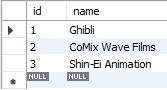 id name
1 Ghibli
2 CoMix Wave Films
3 Shin-Ei Animation
NULL NULL